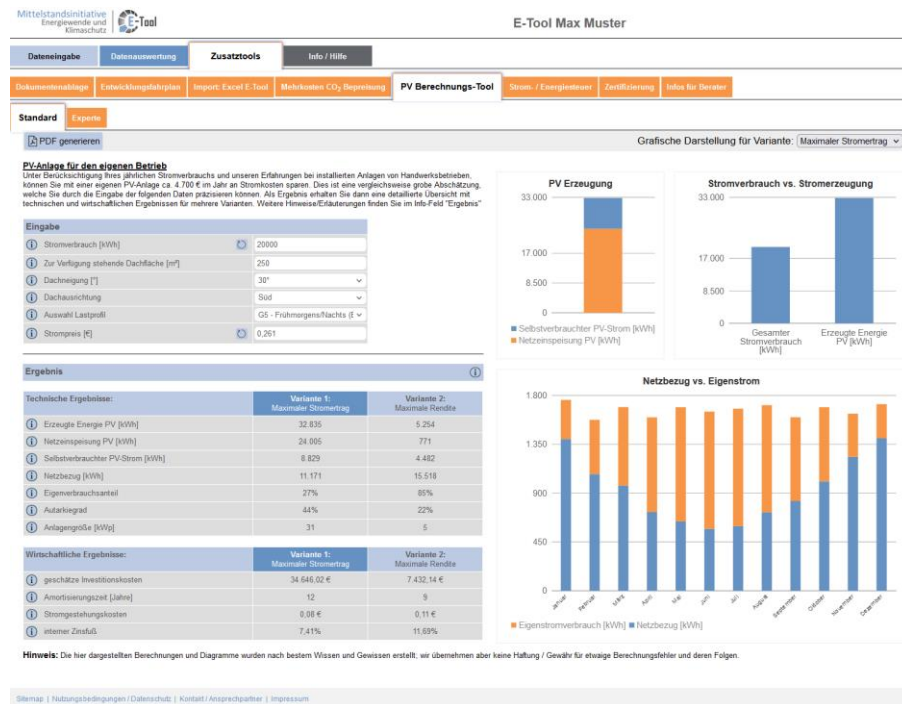 Mittelstandsinitiative
Energiewende und
Klimaschutz
E-Tool
E-Tool Max Muster
Dateneingabe
Datenauswertung
Zusatztools
Info / Hilfe
Dokumentenablage
Entwicklungsfahrplan
Import: Excel E-Tool
Mehrkosten CO₂ Bepreisung
PV Berechnungs-Tool
Strom- / Energiesteuer
Zertifizierung
Infos für Berater
Standard
Experte
PDF generieren
Grafische Darstellung für Variante: Maximaler Stromertrag
PV-Anlage für den eigenen Betrieb
Unter Berücksichtigung Ihres jährlichen Stromverbrauchs und unseren Erfahrungen bei installierten Anlagen von Handwerksbetrieben,
können Sie mit einer eigenen PV-Anlage ca. 4.700 € im Jahr an Stromkosten sparen. Dies ist eine vergleichsweise grobe Abschätzung,
welche Sie durch die Eingabe der folgenden Daten präzisieren können. Als Ergebnis erhalten Sie dann eine detaillierte Übersicht mit
technischen und wirtschaftlichen Ergebnissen für mehrere Varianten. Weitere Hinweise/Erläuterungen finden Sie im Info-Feld "Ergebnis"
Eingabe
Stromverbrauch [kWh] 20000
Zur Verfügung stehende Dachfläche [m²] 250
Dachneigung [°] 30°
Dachausrichtung Süd
Auswahl Lastprofil G5 - Frühmorgens/Nachts (E
Strompreis [€] 0,261
Ergebnis
Technische Ergebnisse: Variante 1: Variante 2:
Maximaler Stromertrag Maximale Rendite
Erzeugte Energie PV [kWh] 32.835 5.254
Netzeinspeisung PV [kWh] 24.005 771
Selbstverbrauchter PV-Strom [kWh] 8.829 4.482
Netzbezug [kWh] 11.171 15.518
Eigenverbrauchsanteil 27% 85%
Autarkiegrad 44% 22%
Anlagengröße [kWp] 31 5
Wirtschaftliche Ergebnisse: Variante 1: Variante 2:
Maximaler Stromertrag Maximale Rendite
geschätze Investitionskosten 34.646,02 € 7.432,14 €
Amortisierungszeit [Jahre] 12 9
Stromgestehungskosten 0,08 € 0,11 €
interner Zinsfuß 7,41% 11,69%
PV Erzeugung
33.000
17.000
8.500
0
Selbstverbrauchter PV-Strom [kWh]
Netzeinspeisung PV [kWh]
Stromverbrauch vs. Stromerzeugung
33.000
17.000
8.500
0
Gesamter
Stromverbrauch
[kWh]
Erzeugte Energie
PV [kWh]
Netzbezug vs. Eigenstrom
1.800
1.350
900
450
0
Januar
Februar
März
April
Mai
Juni
Juli
August
September
Oktober
November
Dezember
Eigenstromverbrauch [kWh] Netzbezug [kWh]
Hinweis: Die hier dargestellten Berechnungen und Diagramme wurden nach bestem Wissen und Gewissen erstellt; wir übernehmen aber keine Haftung / Gewähr für etwaige Berechnungsfehler und deren Folgen.
Sitemap | Nutzungsbedingungen / Datenschutz | Kontakt / Ansprechpartner | Impressum